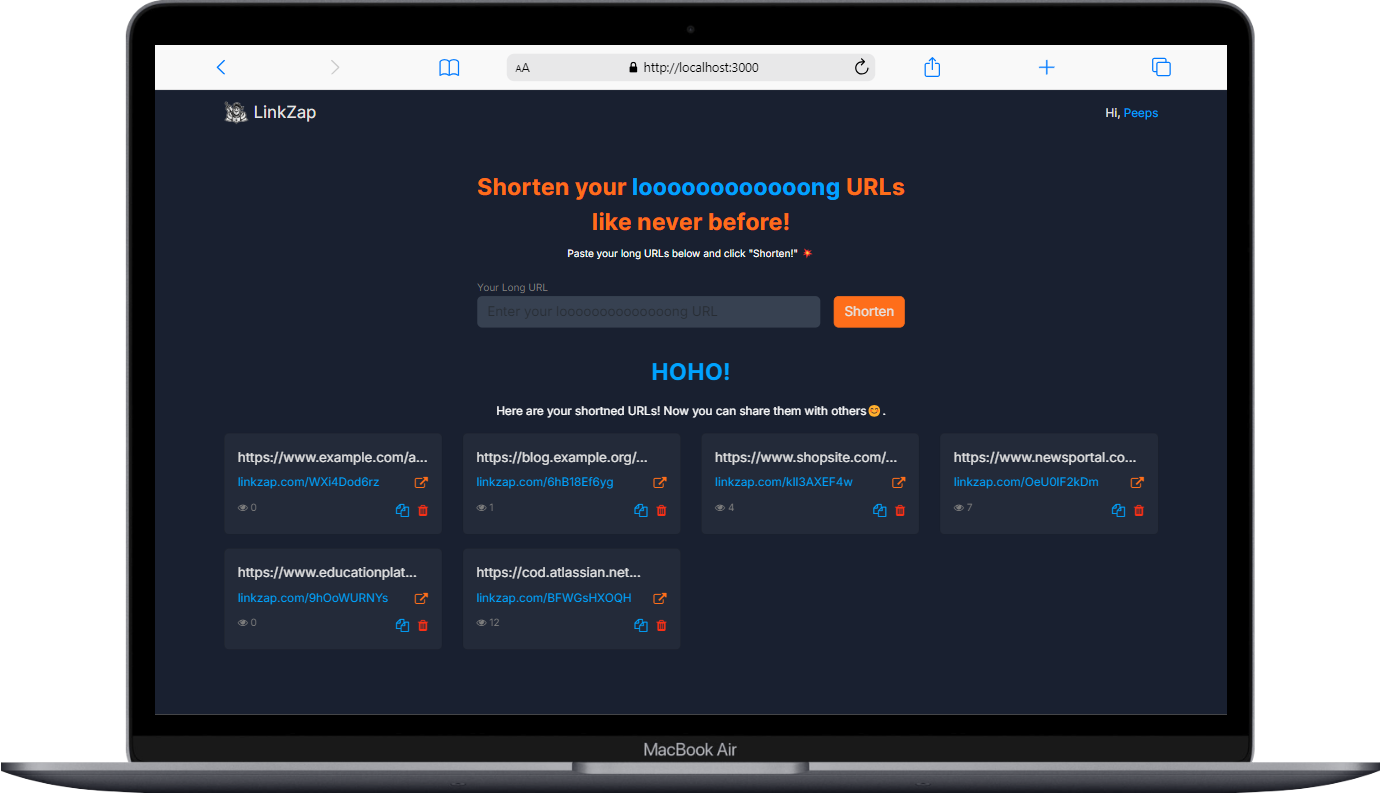 AA
http://localhost:3000
LinkZap
Hi, Peeps
Shorten your loooooooooooong URLs
like never before!
Paste your long URLs below and click "Shorten!" 💥
Your Long URL
Enter your loooooooooooooong URL
Shorten
HOHO!
Here are your shortned URLs! Now you can share them with others😊.
https://www.example.com/a...
linkzap.com/WXi4Dod6rz
0
https://blog.example.org/...
linkzap.com/6hB18Ef6yg
1
https://www.shopsite.com/...
linkzap.com/kII3AXEF4w
4
https://www.newsportal.co...
linkzap.com/OeU0IF2kDm
7
https://www.educationplat...
linkzap.com/9hOoWURNYs
0
https://cod.atlassian.net...
linkzap.com/BFWGsHXOQH
12
MacBook Air